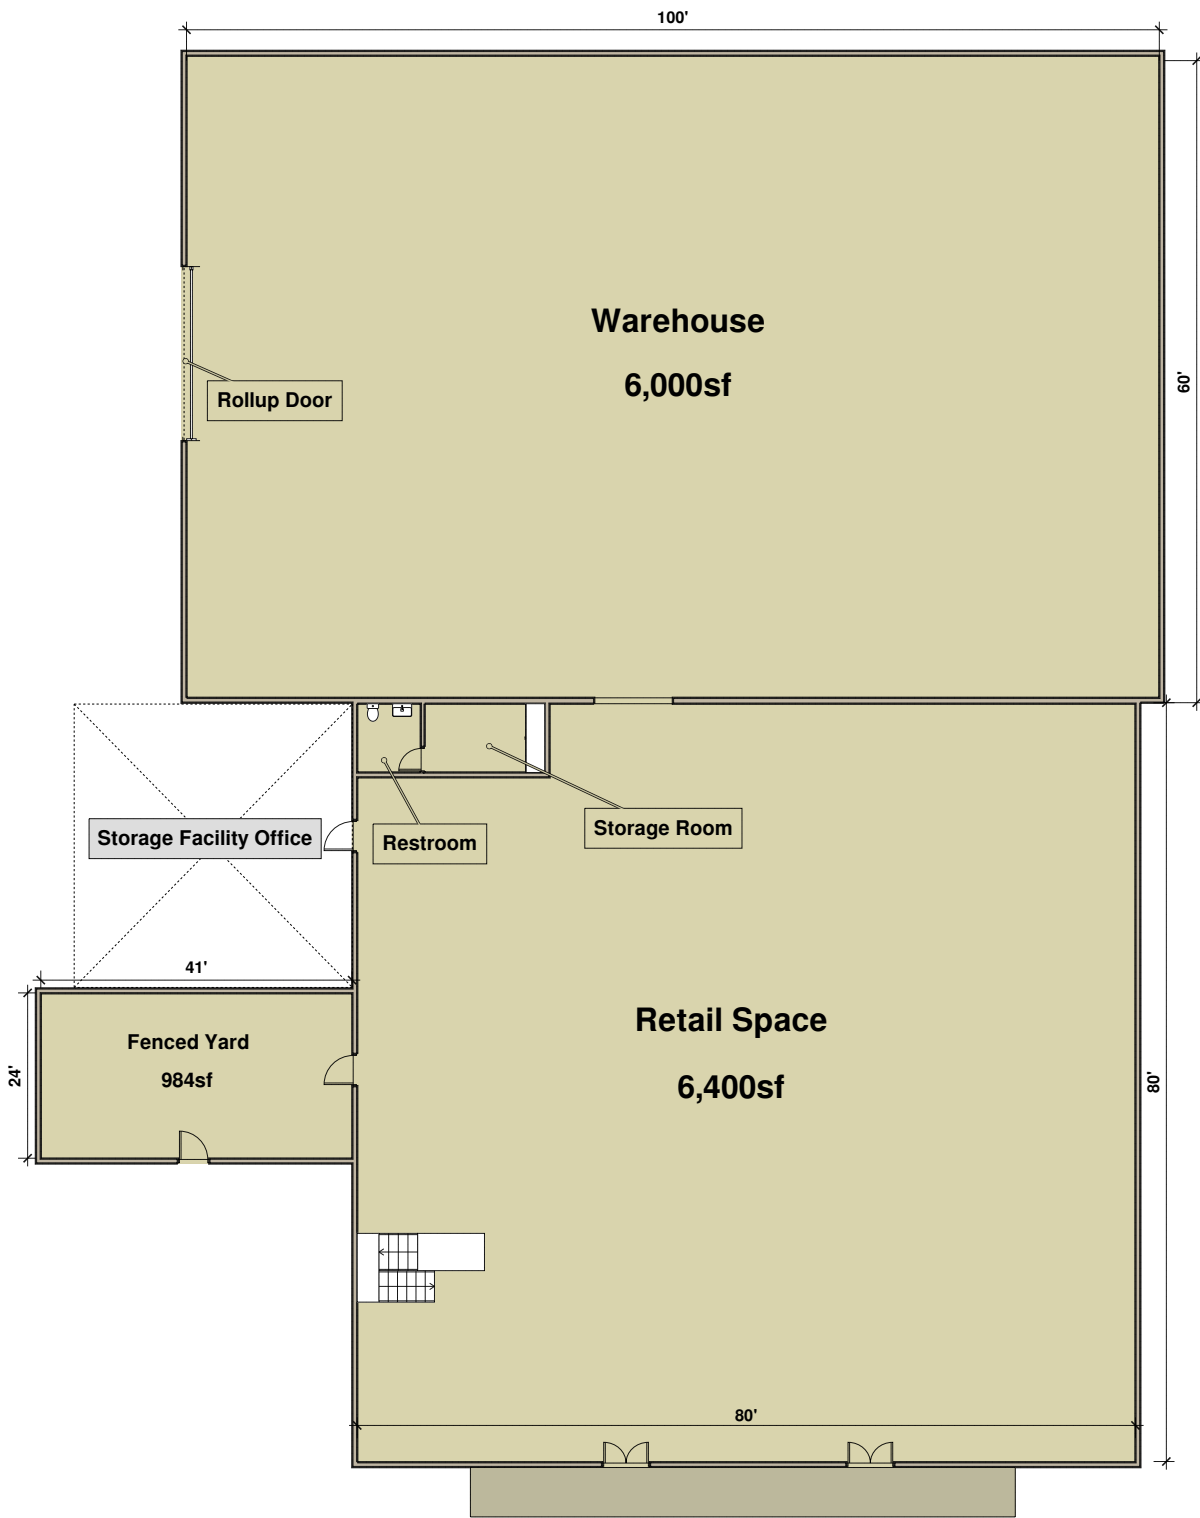 100'
Warehouse
6,000sf
60'
Rollup Door
Storage Room
Storage Facility Office
Restroom
41'
Retail Space
Fenced Yard
984sf
24'
6,400sf
80'
80'